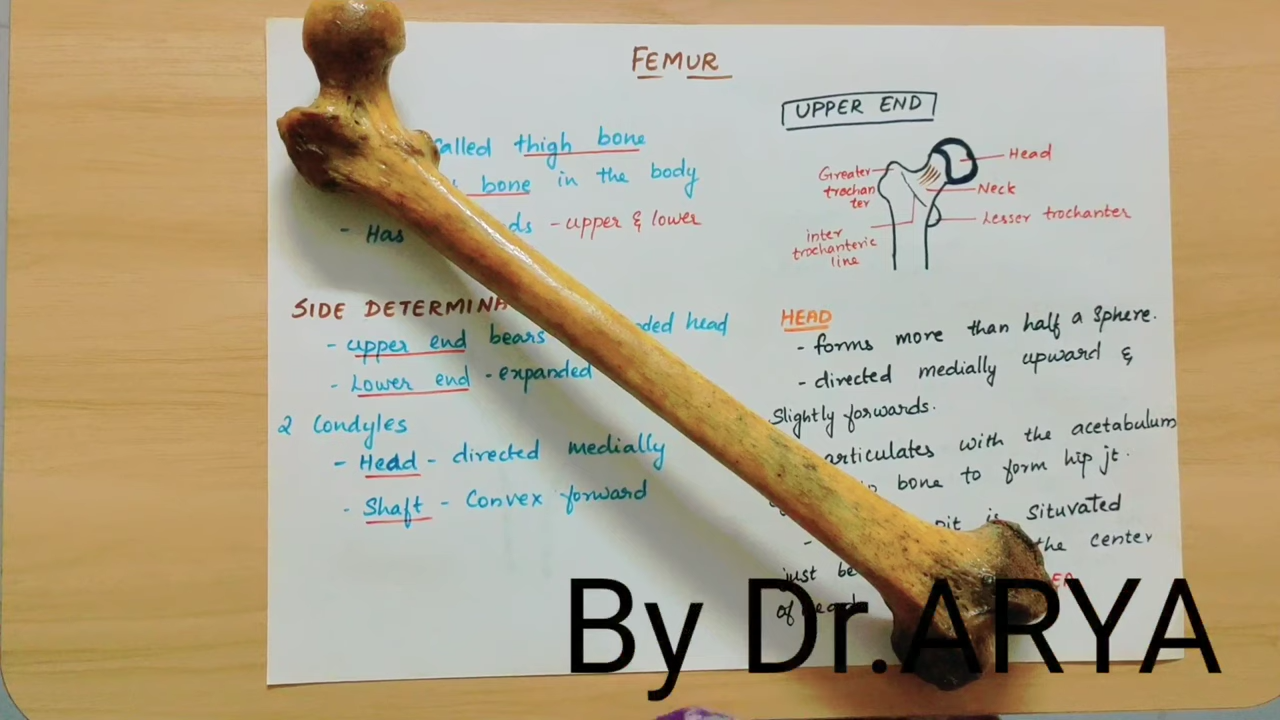 FEMUR
called thigh bone
bone in the body
- Has ds - upper & lower
SIDE DETERMINA
- upper end bears ded head
- Lower end - expanded
2 Condyles
- Head - directed medially
- Shaft - Convex forward
UPPER END
Greater
trochan
ter
Head
Neck
Lesser trochanter
inter
trochanteric
line
HEAD
- forms more than half a Sphere.
- directed medially upward &
Slightly forwards.
articulates with the acetabulum
bone to form hip jt.
- pit is Situvated
just be the center
of head
By Dr.ARYA